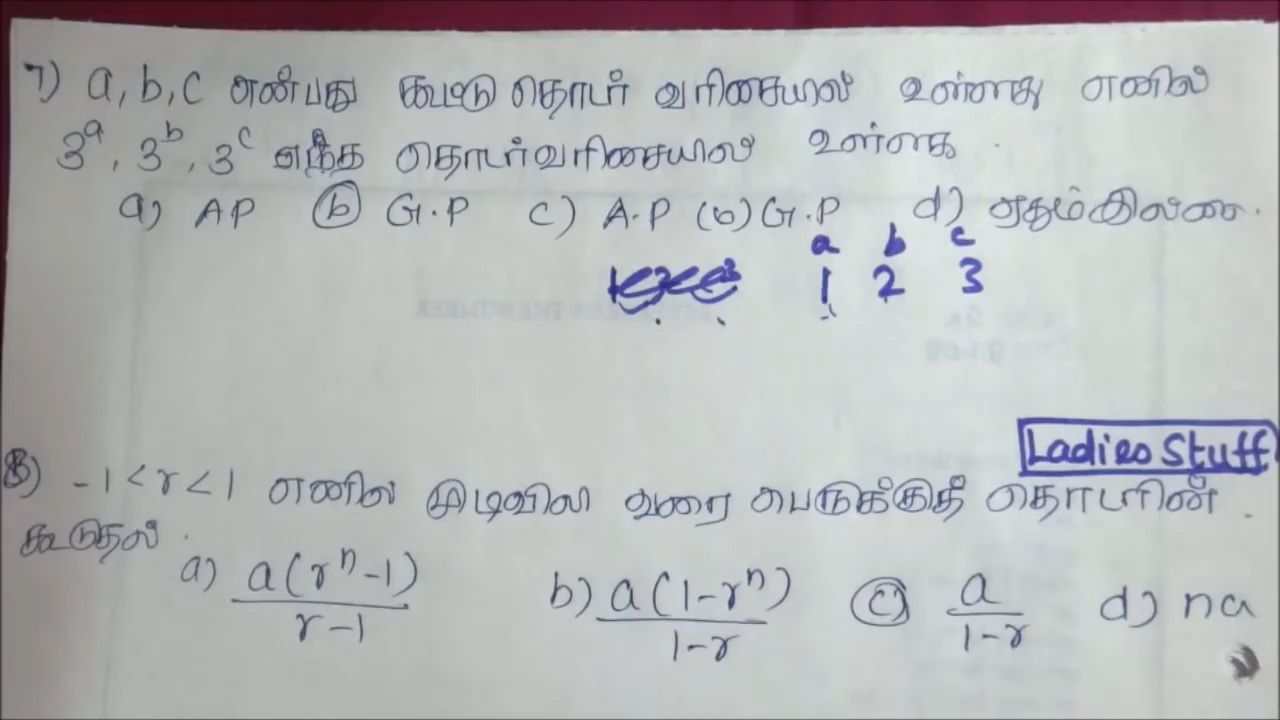 7) a, b, c என்பது கூட்டு தொடர் வரிசையில் உள்ளது எனில்
3^a, 3^b, 3^c எந்த தொடர்வரிசையில் உள்ளது.
a) AP b) G.P c) A.P (or) G.P d) ஏதுமில்லை.
a b c
1 2 3
Ladies Stuff
8) -1 < r < 1 எனில் முடிவிலி வரை பெருக்குத் தொடரின்
கூடுதல்.
a) a(r^n -1) / r-1 b) a(1-r^n) / 1-r c) a / 1-r d) na